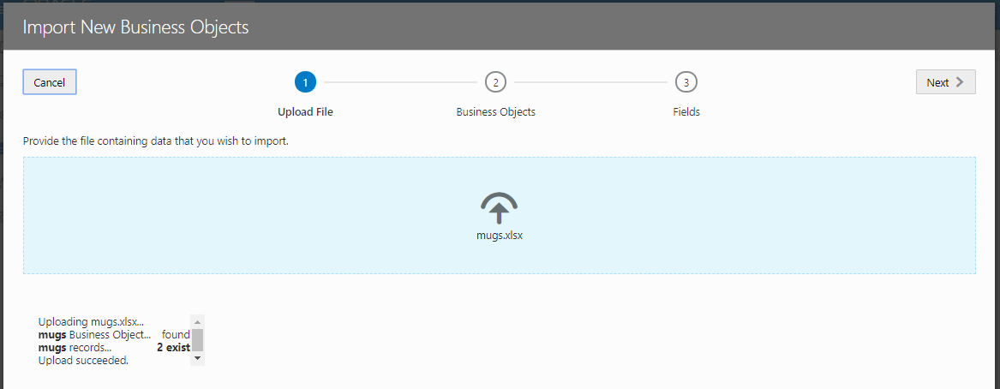 Import New Business Objects
Cancel
1
2
3
Next
Upload File
Business Objects
Fields
Provide the file containing data that you wish to import.
mugs.xlsx
Uploading mugs.xlsx...
mugs Business Object... found
mugs records... 2 exist
Upload succeeded.